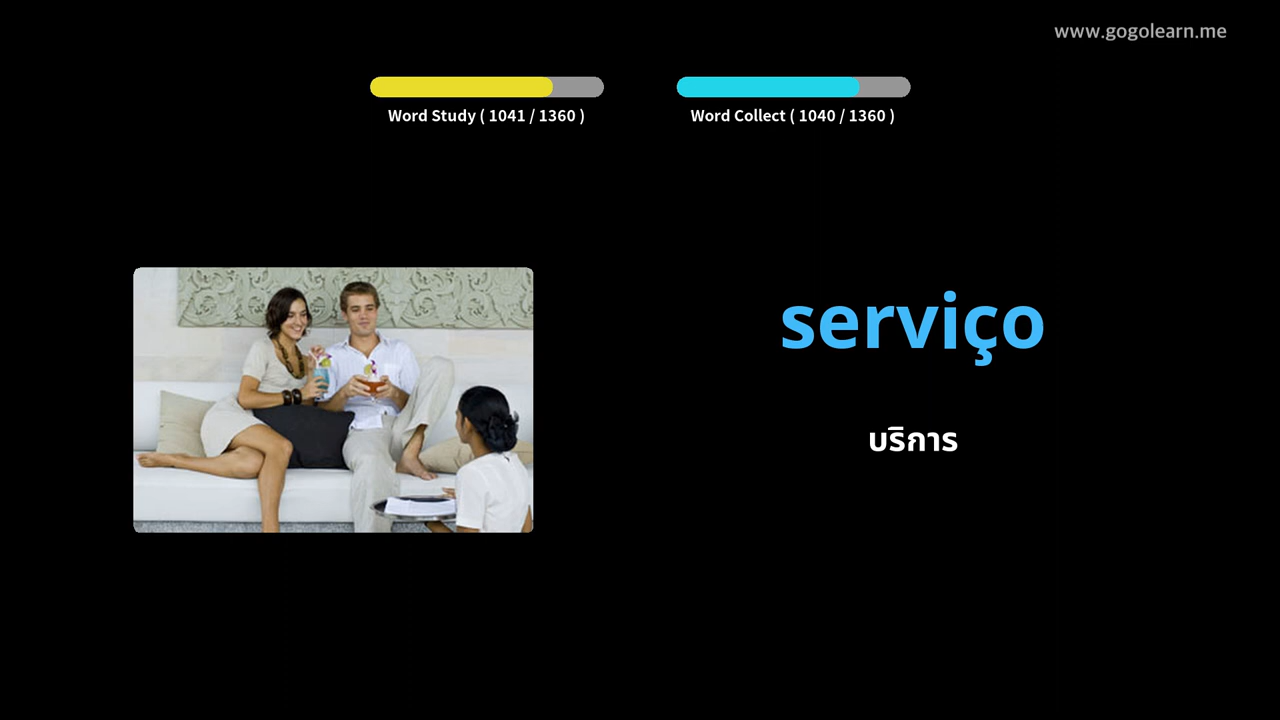 www.gogolearn.me
Word Study ( 1041 / 1360 )
Word Collect ( 1040 / 1360 )
serviço
บริการ